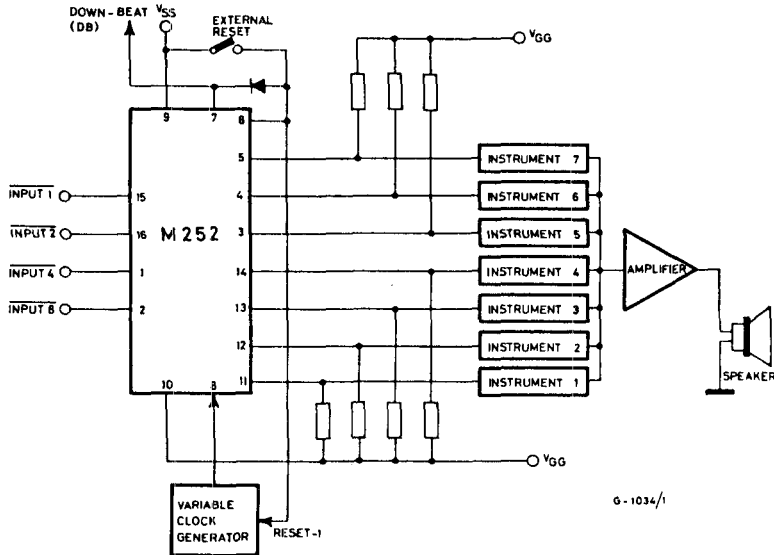 DOWN-BEAT
(DB)
VSS
EXTERNAL
RESET
VGG
9
7
6
5
INSTRUMENT 7
INPUT 1
15
4
INSTRUMENT 6
INPUT 2
16
M252
3
INSTRUMENT 5
INPUT 4
1
14
INSTRUMENT 4
AMPLIFIER
INPUT 8
2
13
INSTRUMENT 3
12
INSTRUMENT 2
11
INSTRUMENT 1
SPEAKER
10
8
VGG
VARIABLE
CLOCK
GENERATOR
RESET-1
G-1034/1